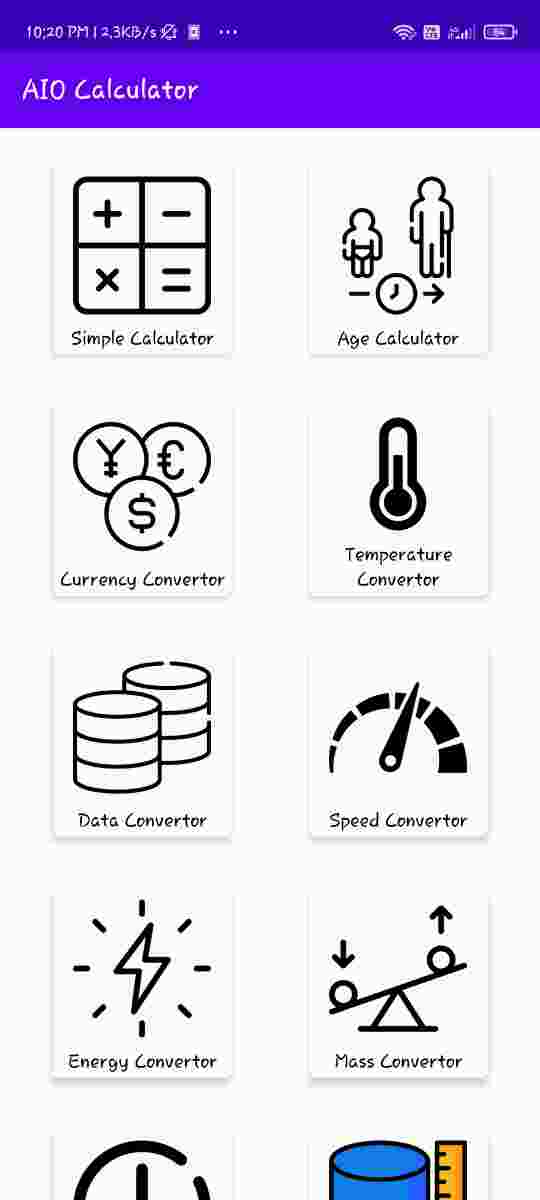 10:20 PM | 2.3KB/s
AIO Calculator
Simple Calculator
Age Calculator
Currency Convertor
Temperature
Convertor
Data Convertor
Speed Convertor
Energy Convertor
Mass Convertor